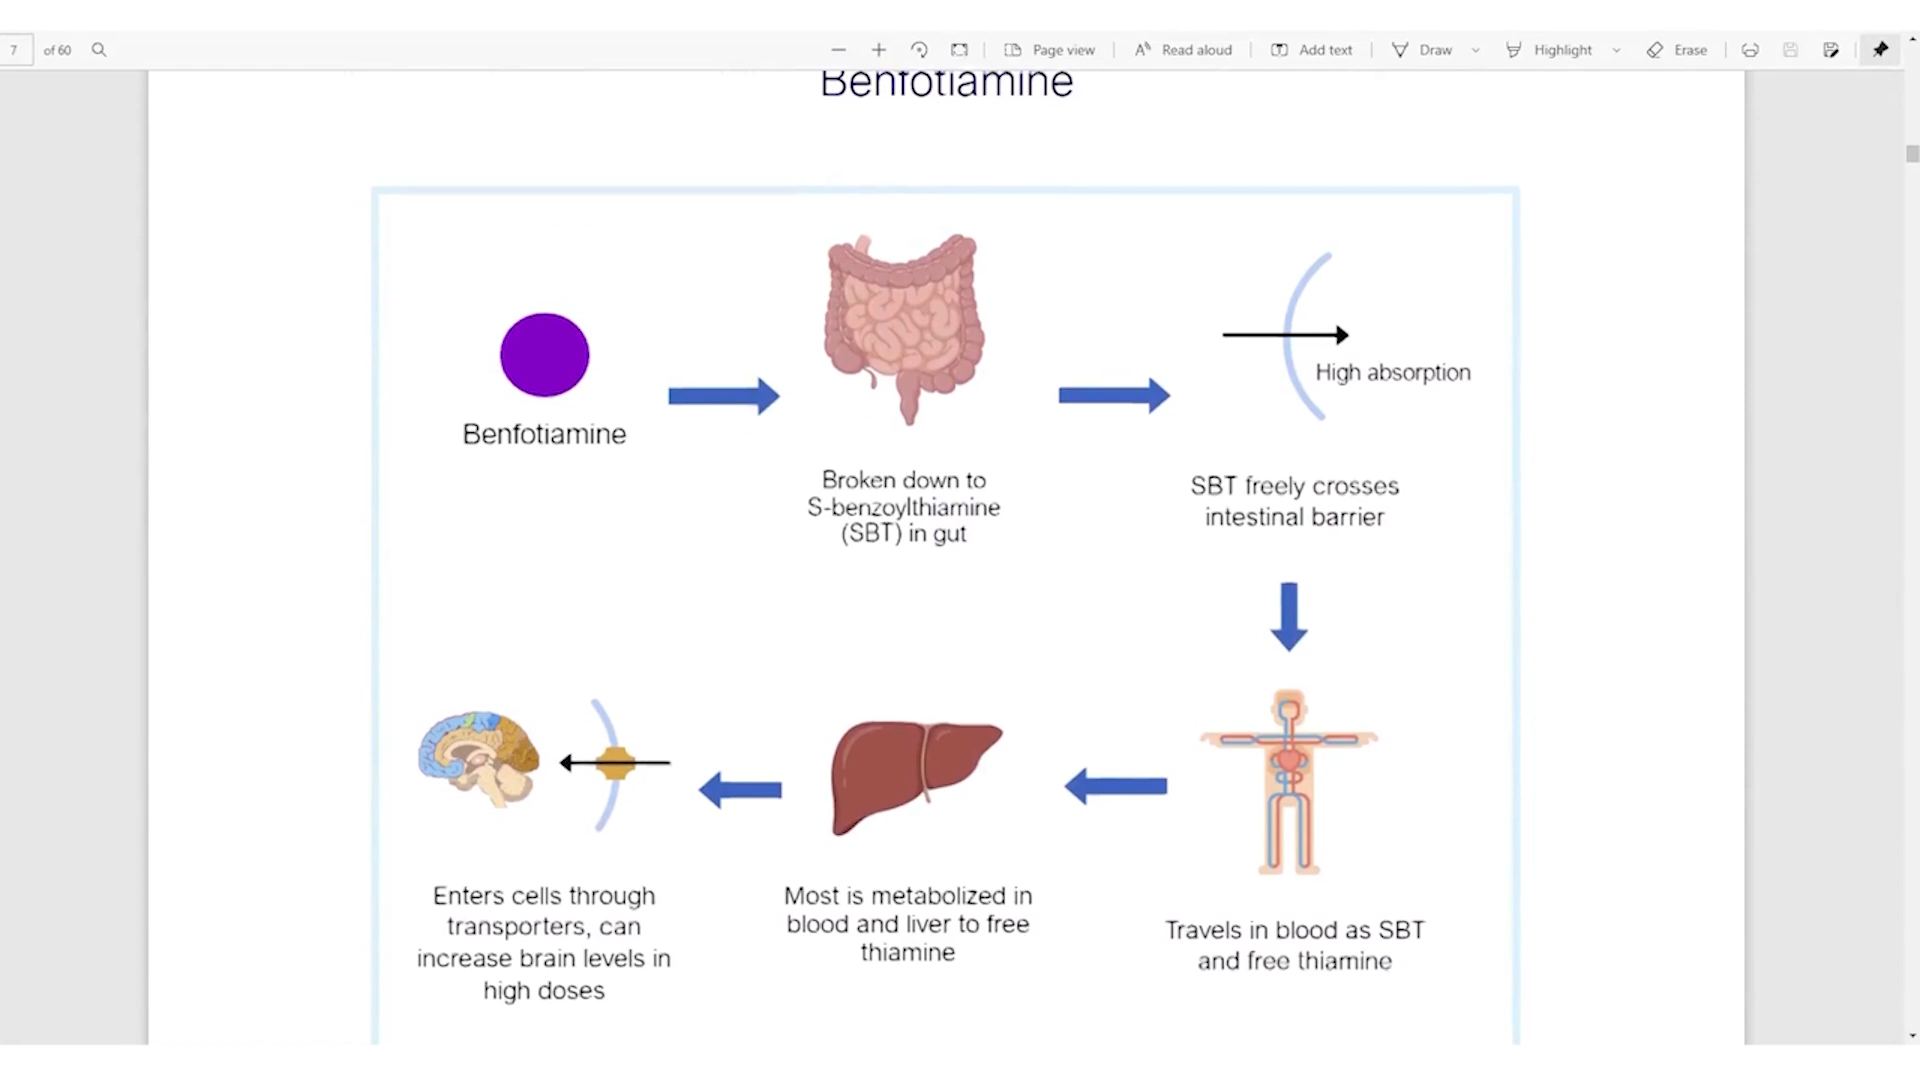 7 of 60
Page view
Read aloud
Add text
Draw
Highlight
Erase
Benfotiamine
Benfotiamine
Broken down to
S-benzoylthiamine
(SBT) in gut
High absorption
SBT freely crosses
intestinal barrier
Enters cells through
transporters, can
increase brain levels in
high doses
Most is metabolized in
blood and liver to free
thiamine
Travels in blood as SBT
and free thiamine